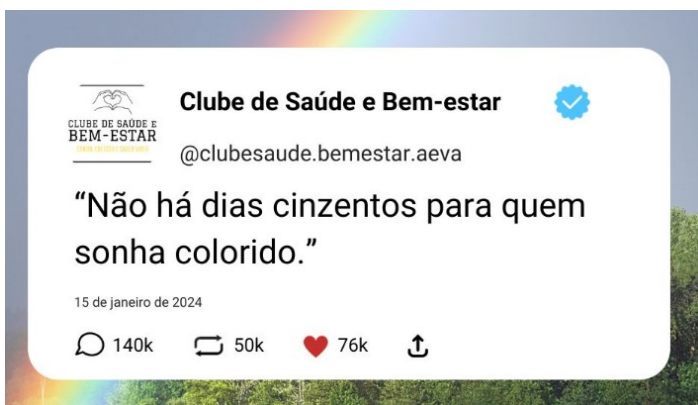 Clube de Saúde e Bem-estar
CLUBE DE SAÚDE E
BEM-ESTAR
@clubesaude.bemestar.aeva
“Não há dias cinzentos para quem
sonha colorido.”
15 de janeiro de 2024
140k 50k 76k